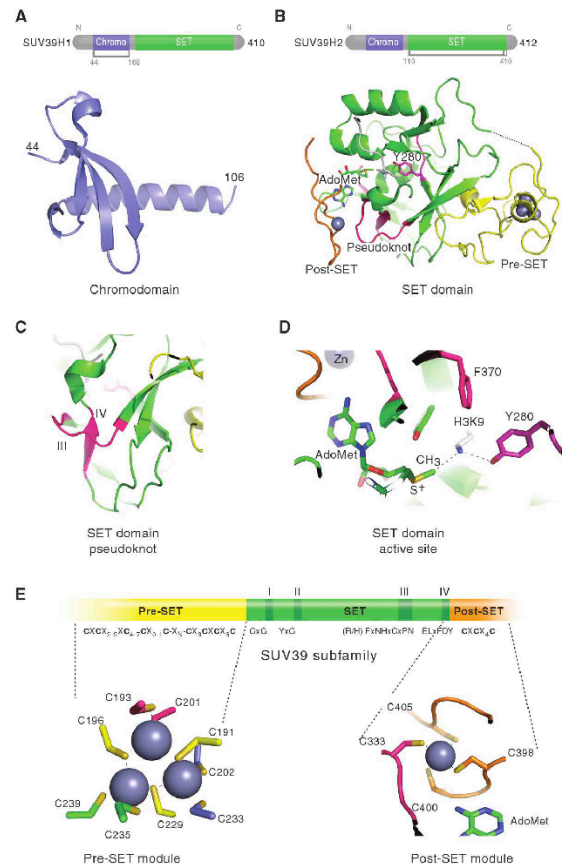 A
N
C
SUV39H1
Chromo
SET
410
44
106
44
106
Chromodomain
B
N
C
SUV39H2
Chromo
SET
412
110
410
Y280
AdoMet
Pseudoknot
Post-SET
Pre-SET
SET domain
C
IV
III
SET domain
pseudoknot
D
Zn
F370
H3K9
Y280
AdoMet
CH3
S+
SET domain
active site
E
I
II
III
IV
Pre-SET
SET
Post-SET
GxG
YxG
(R/H) FxNHxCxPN
ELxFDY
CXCX4C
SUV39 subfamily
C193
C201
C196
C191
C202
C239
C235
C229
C233
Pre-SET module
C405
C333
C398
C400
AdoMet
Post-SET module